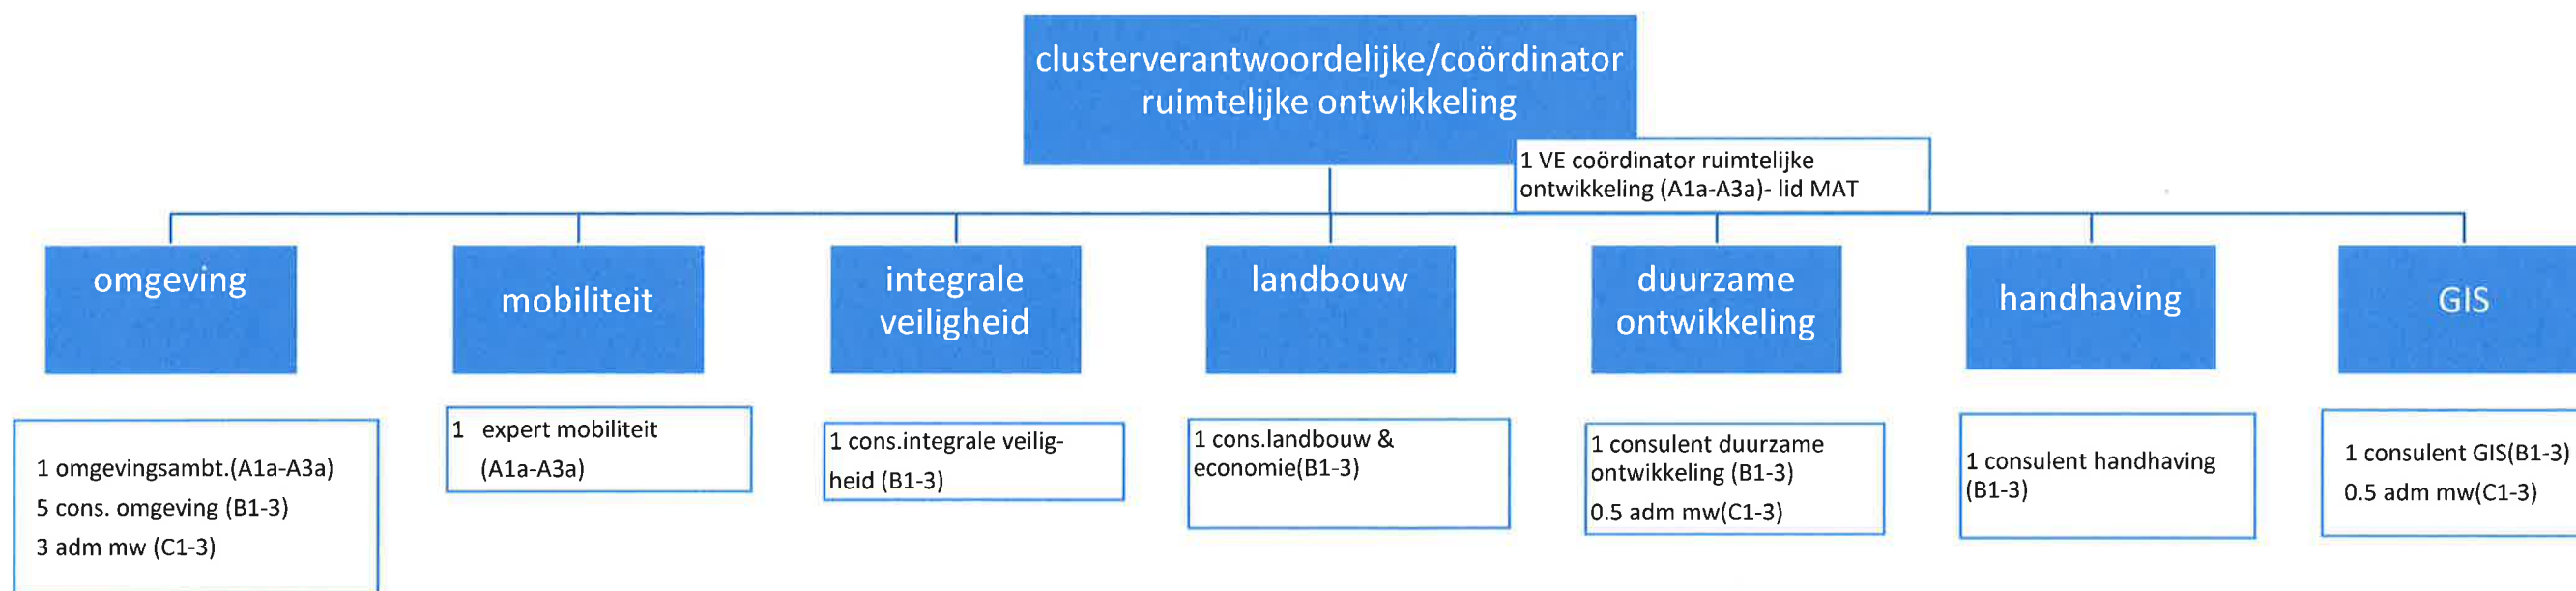 clusterverantwoordelijke/coördinator
ruimtelijke ontwikkeling
1 VE coördinator ruimtelijke
ontwikkeling (A1a-A3a)- lid MAT
omgeving
mobiliteit
integrale
veiligheid
landbouw
duurzame
ontwikkeling
handhaving
GIS
1 omgevingsambt.(A1a-A3a)
5 cons. omgeving (B1-3)
3 adm mw (C1-3)
1 expert mobiliteit
(A1a-A3a)
1 cons.integrale veilig-
heid (B1-3)
1 cons.landbouw &
economie(B1-3)
1 consulent duurzame
ontwikkeling (B1-3)
0.5 adm mw(C1-3)
1 consulent handhaving
(B1-3)
1 consulent GIS(B1-3)
0.5 adm mw(C1-3)